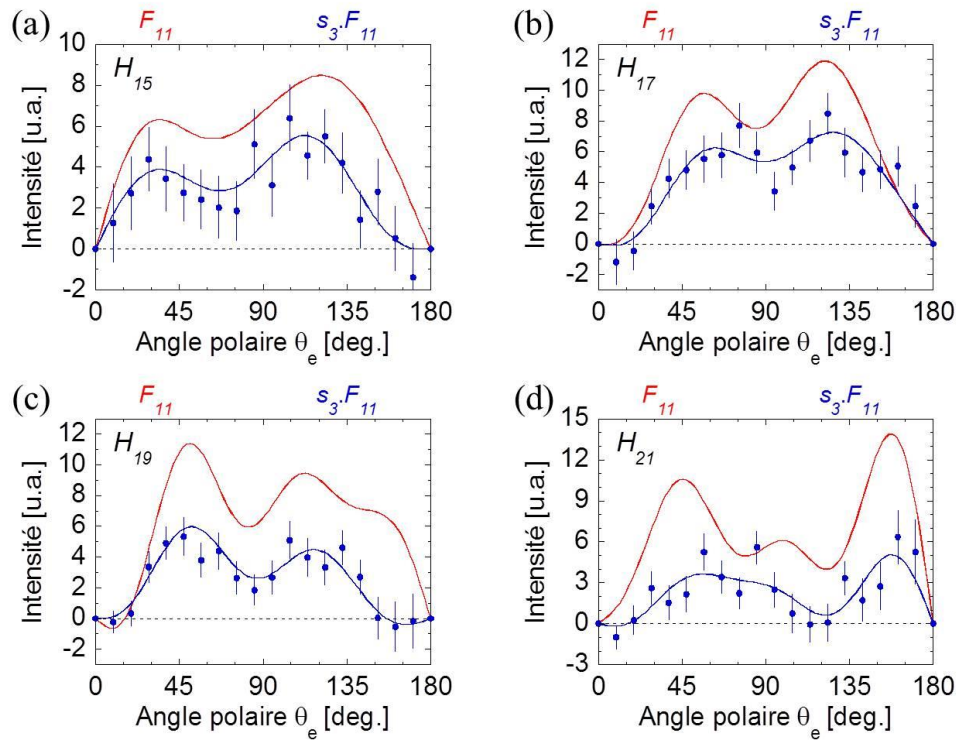 (a) F11 s3.F11
H15
Intensité [u.a.]
10
8
6
4
2
0
-2
0 45 90 135 180
Angle polaire θe [deg.]
(b) F11 s3.F11
H17
Intensité [u.a.]
12
10
8
6
4
2
0
-2
0 45 90 135 180
Angle polaire θe [deg.]
(c) F11 s3.F11
H19
Intensité [u.a.]
12
10
8
6
4
2
0
-2
0 45 90 135 180
Angle polaire θe [deg.]
(d) F11 s3.F11
H21
Intensité [u.a.]
15
12
9
6
3
0
-3
0 45 90 135 180
Angle polaire θe [deg.]